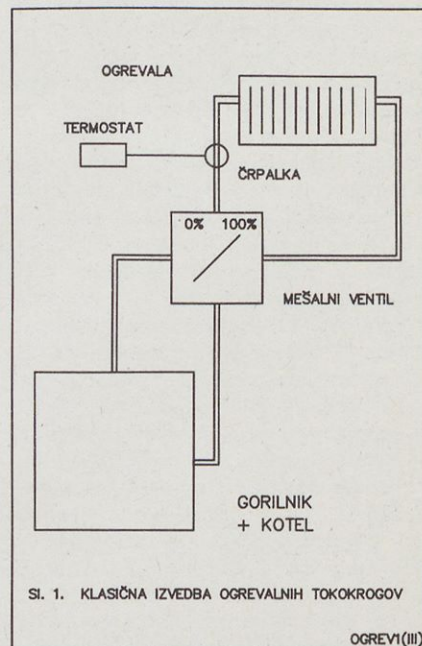 OGREVALA
TERMOSTAT
ČRPALKA
0% 100%
MEŠALNI VENTIL
GORILNIK
+ KOTEL
Sl. 1. KLASIČNA IZVEDBA OGREVALNIH TOKOKROGOV
OGREV1(III)